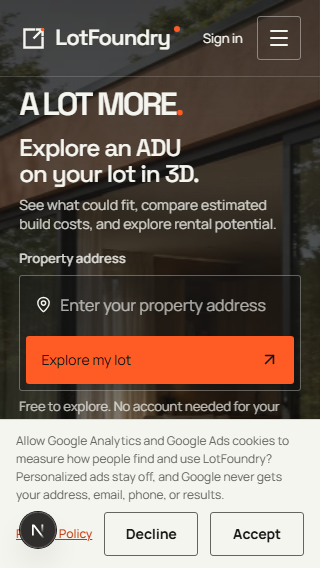 LotFoundry
Sign in
A LOT MORE.
Explore an ADU
on your lot in 3D.
See what could fit, compare estimated
build costs, and explore rental potential.
Property address
Enter your property address
Explore my lot
Free to explore. No account needed for your
Allow Google Analytics and Google Ads cookies to
measure how people find and use LotFoundry?
Personalized ads stay off, and Google never gets
your address, email, phone, or results.
N
Policy
Decline
Accept